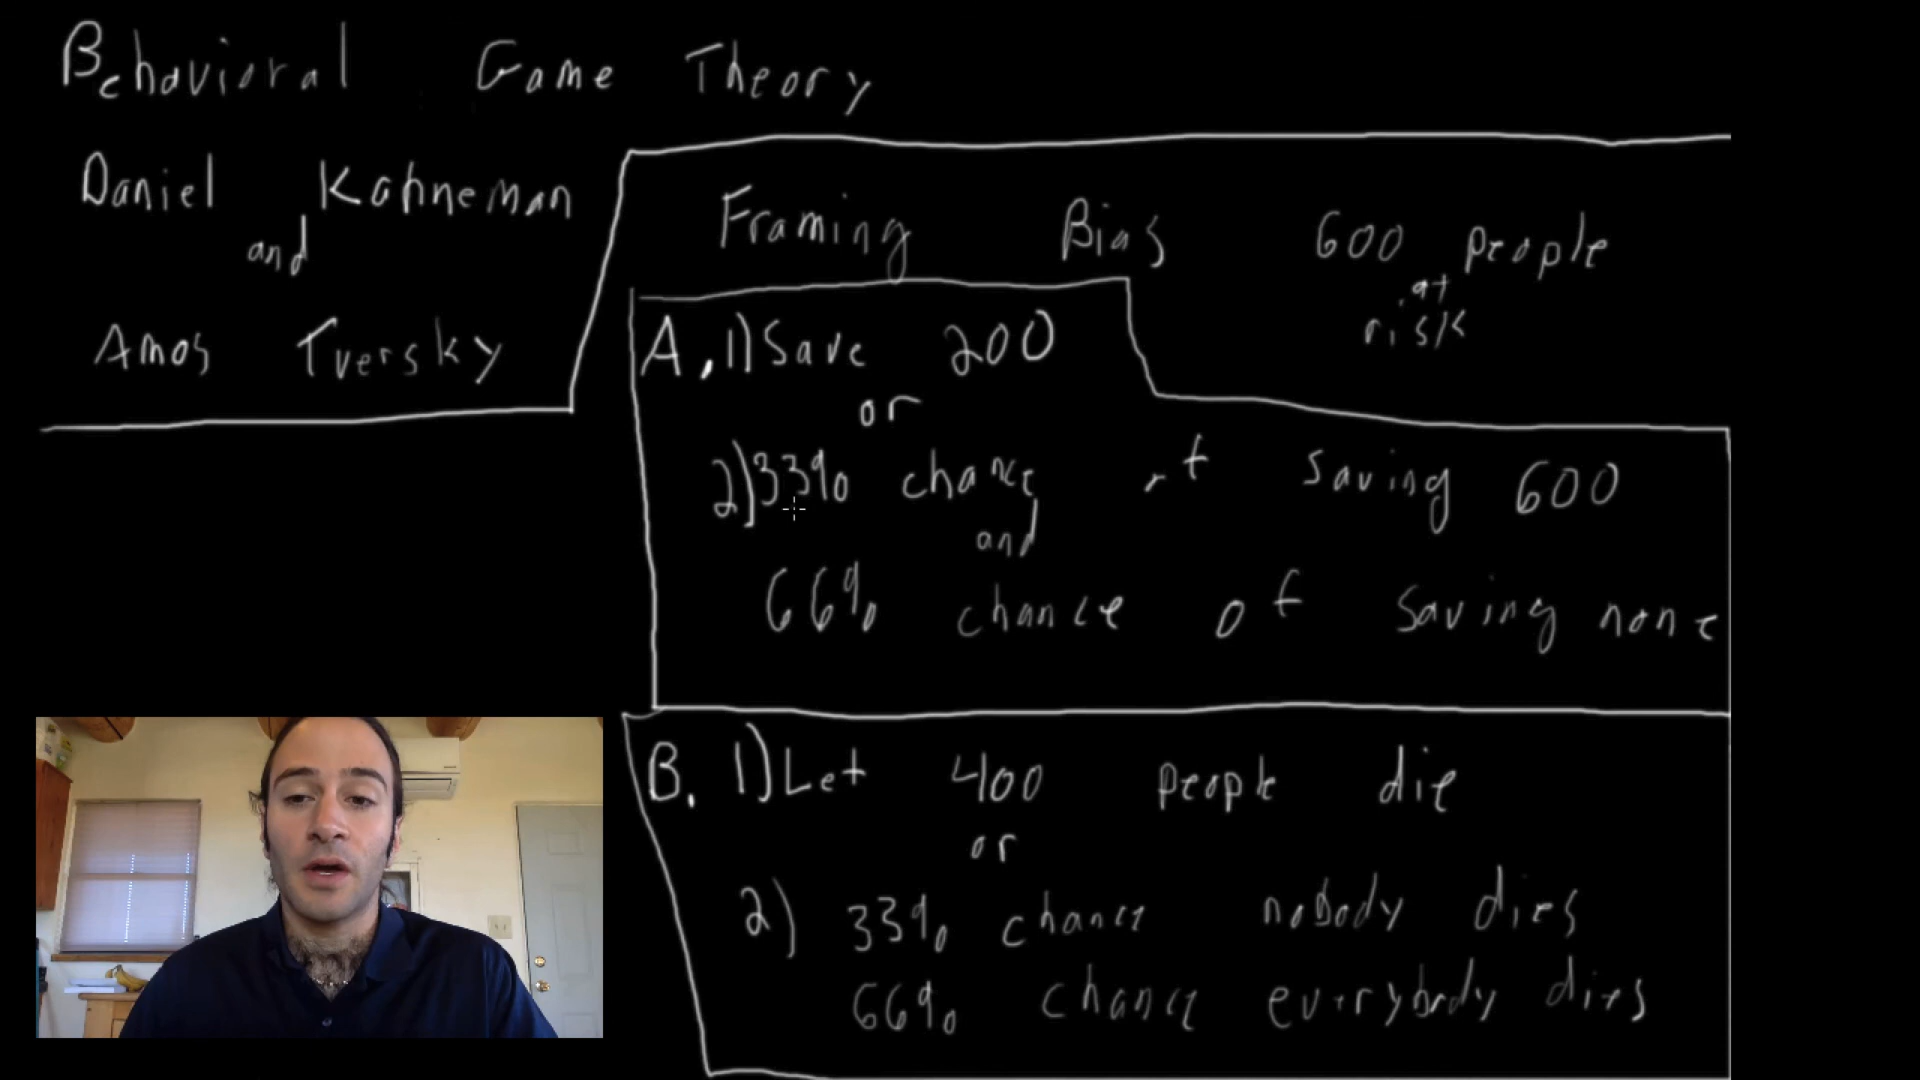 Behavioral Game Theory
Daniel Kahneman
and
Amos Tversky
Framing Bias 600 people
at
risk
A. 1) Save 200
or
2) 33% chance of saving 600
and
66% chance of saving none
B. 1) Let 400 people die
or
2) 33% chance nobody dies
66% chance everybody dies